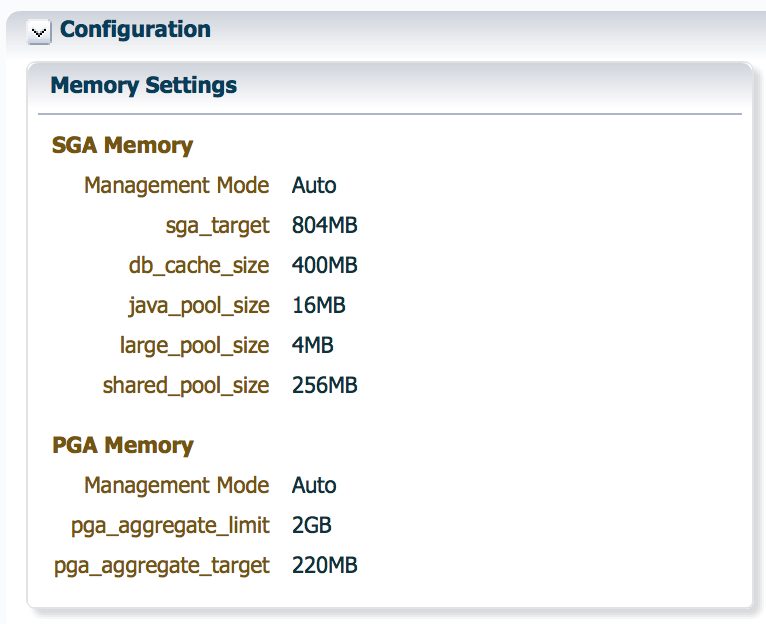 Configuration
Memory Settings
SGA Memory
Management Mode Auto
sga_target 804MB
db_cache_size 400MB
java_pool_size 16MB
large_pool_size 4MB
shared_pool_size 256MB
PGA Memory
Management Mode Auto
pga_aggregate_limit 2GB
pga_aggregate_target 220MB